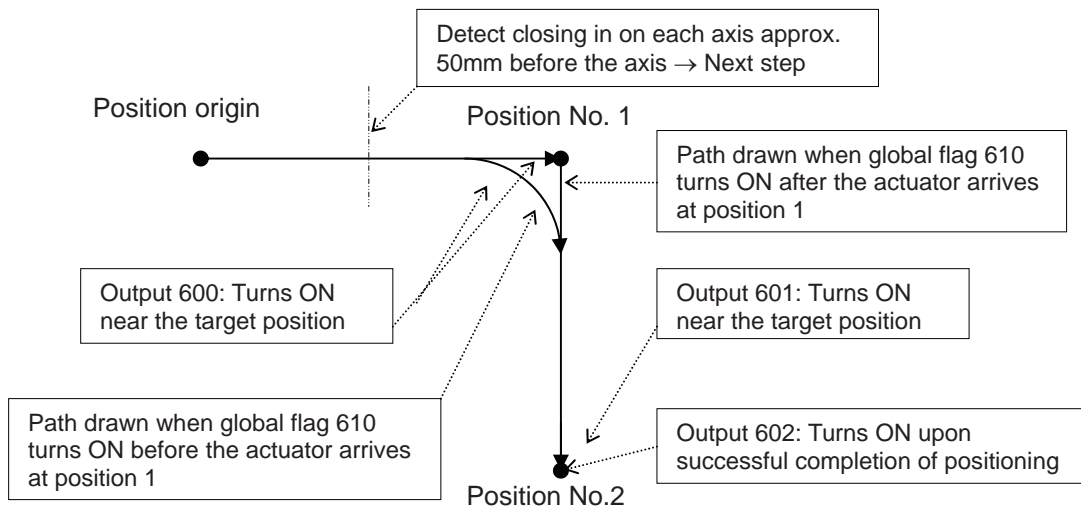 Detect closing in on each axis approx.
50mm before the axis → Next step
Position origin
Position No. 1
Path drawn when global flag 610
turns ON after the actuator arrives
at position 1
Output 600: Turns ON
near the target position
Output 601: Turns ON
near the target position
Path drawn when global flag 610
turns ON before the actuator arrives
at position 1
Output 602: Turns ON upon
successful completion of positioning
Position No.2